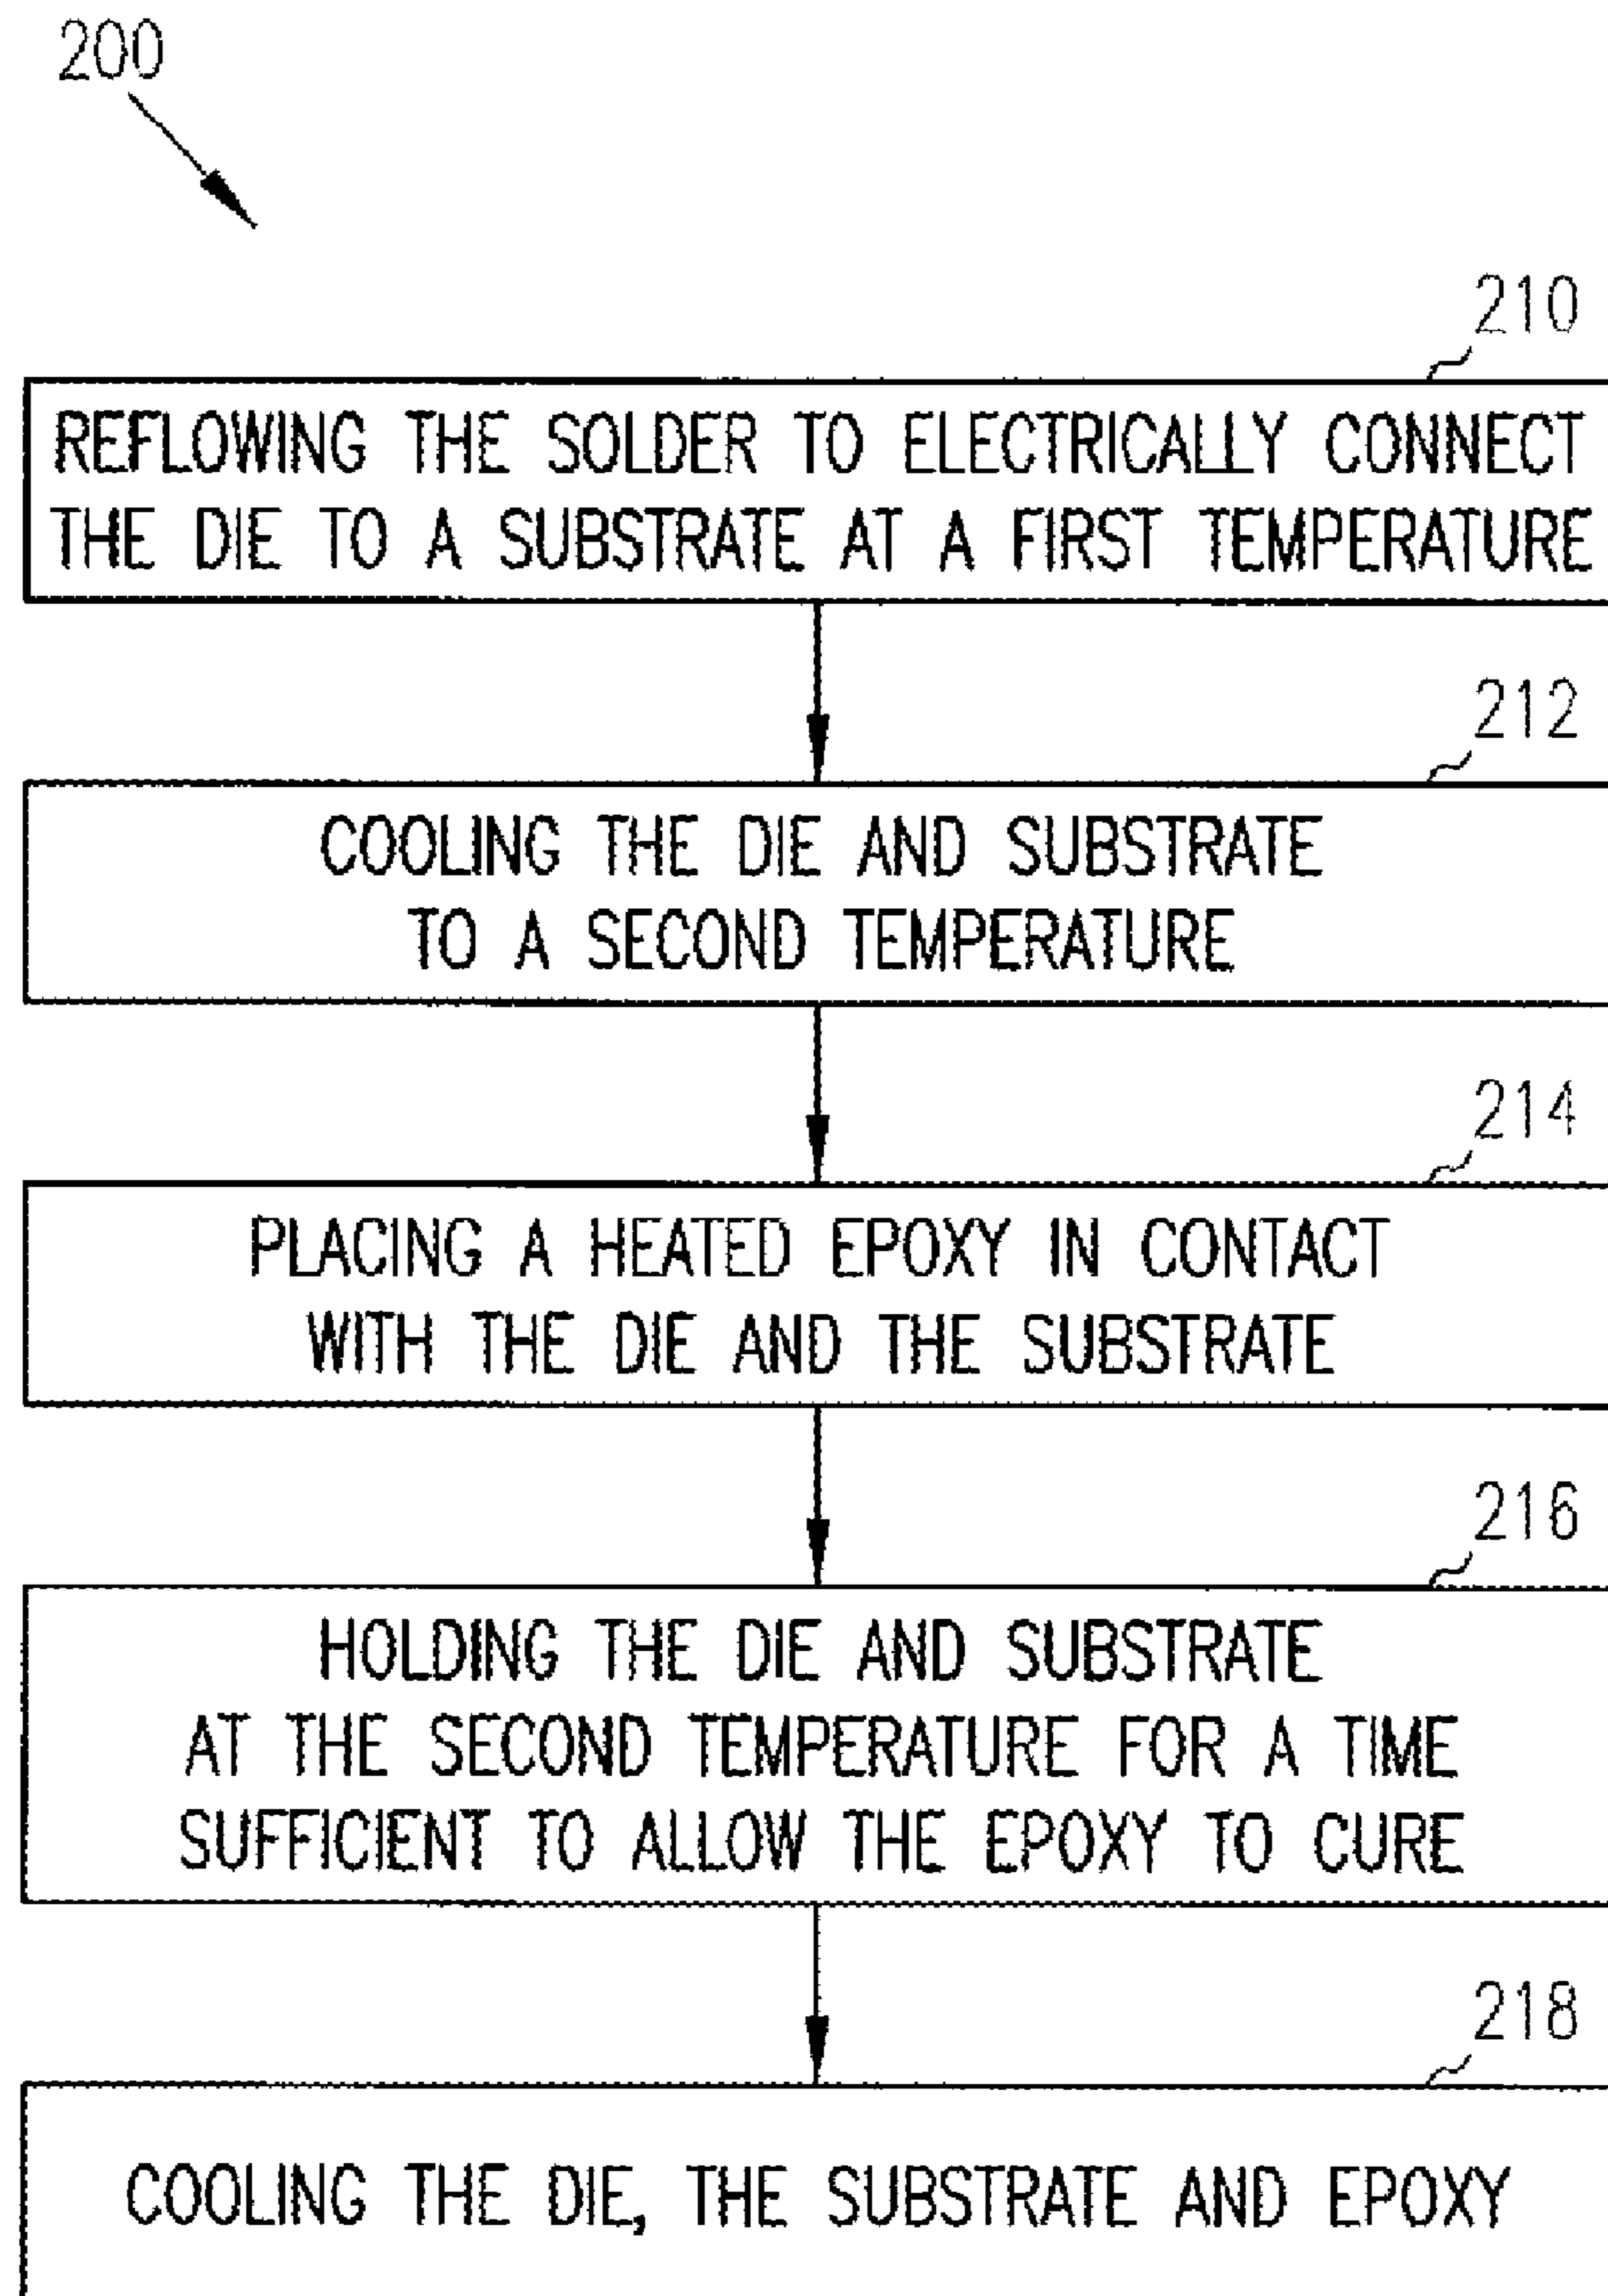 200
210
REFLOWING THE SOLDER TO ELECTRICALLY CONNECT
THE DIE TO A SUBSTRATE AT A FIRST TEMPERATURE
212
COOLING THE DIE AND SUBSTRATE
TO A SECOND TEMPERATURE
214
PLACING A HEATED EPOXY IN CONTACT
WITH THE DIE AND THE SUBSTRATE
216
HOLDING THE DIE AND SUBSTRATE
AT THE SECOND TEMPERATURE FOR A TIME
SUFFICIENT TO ALLOW THE EPOXY TO CURE
218
COOLING THE DIE, THE SUBSTRATE AND EPOXY